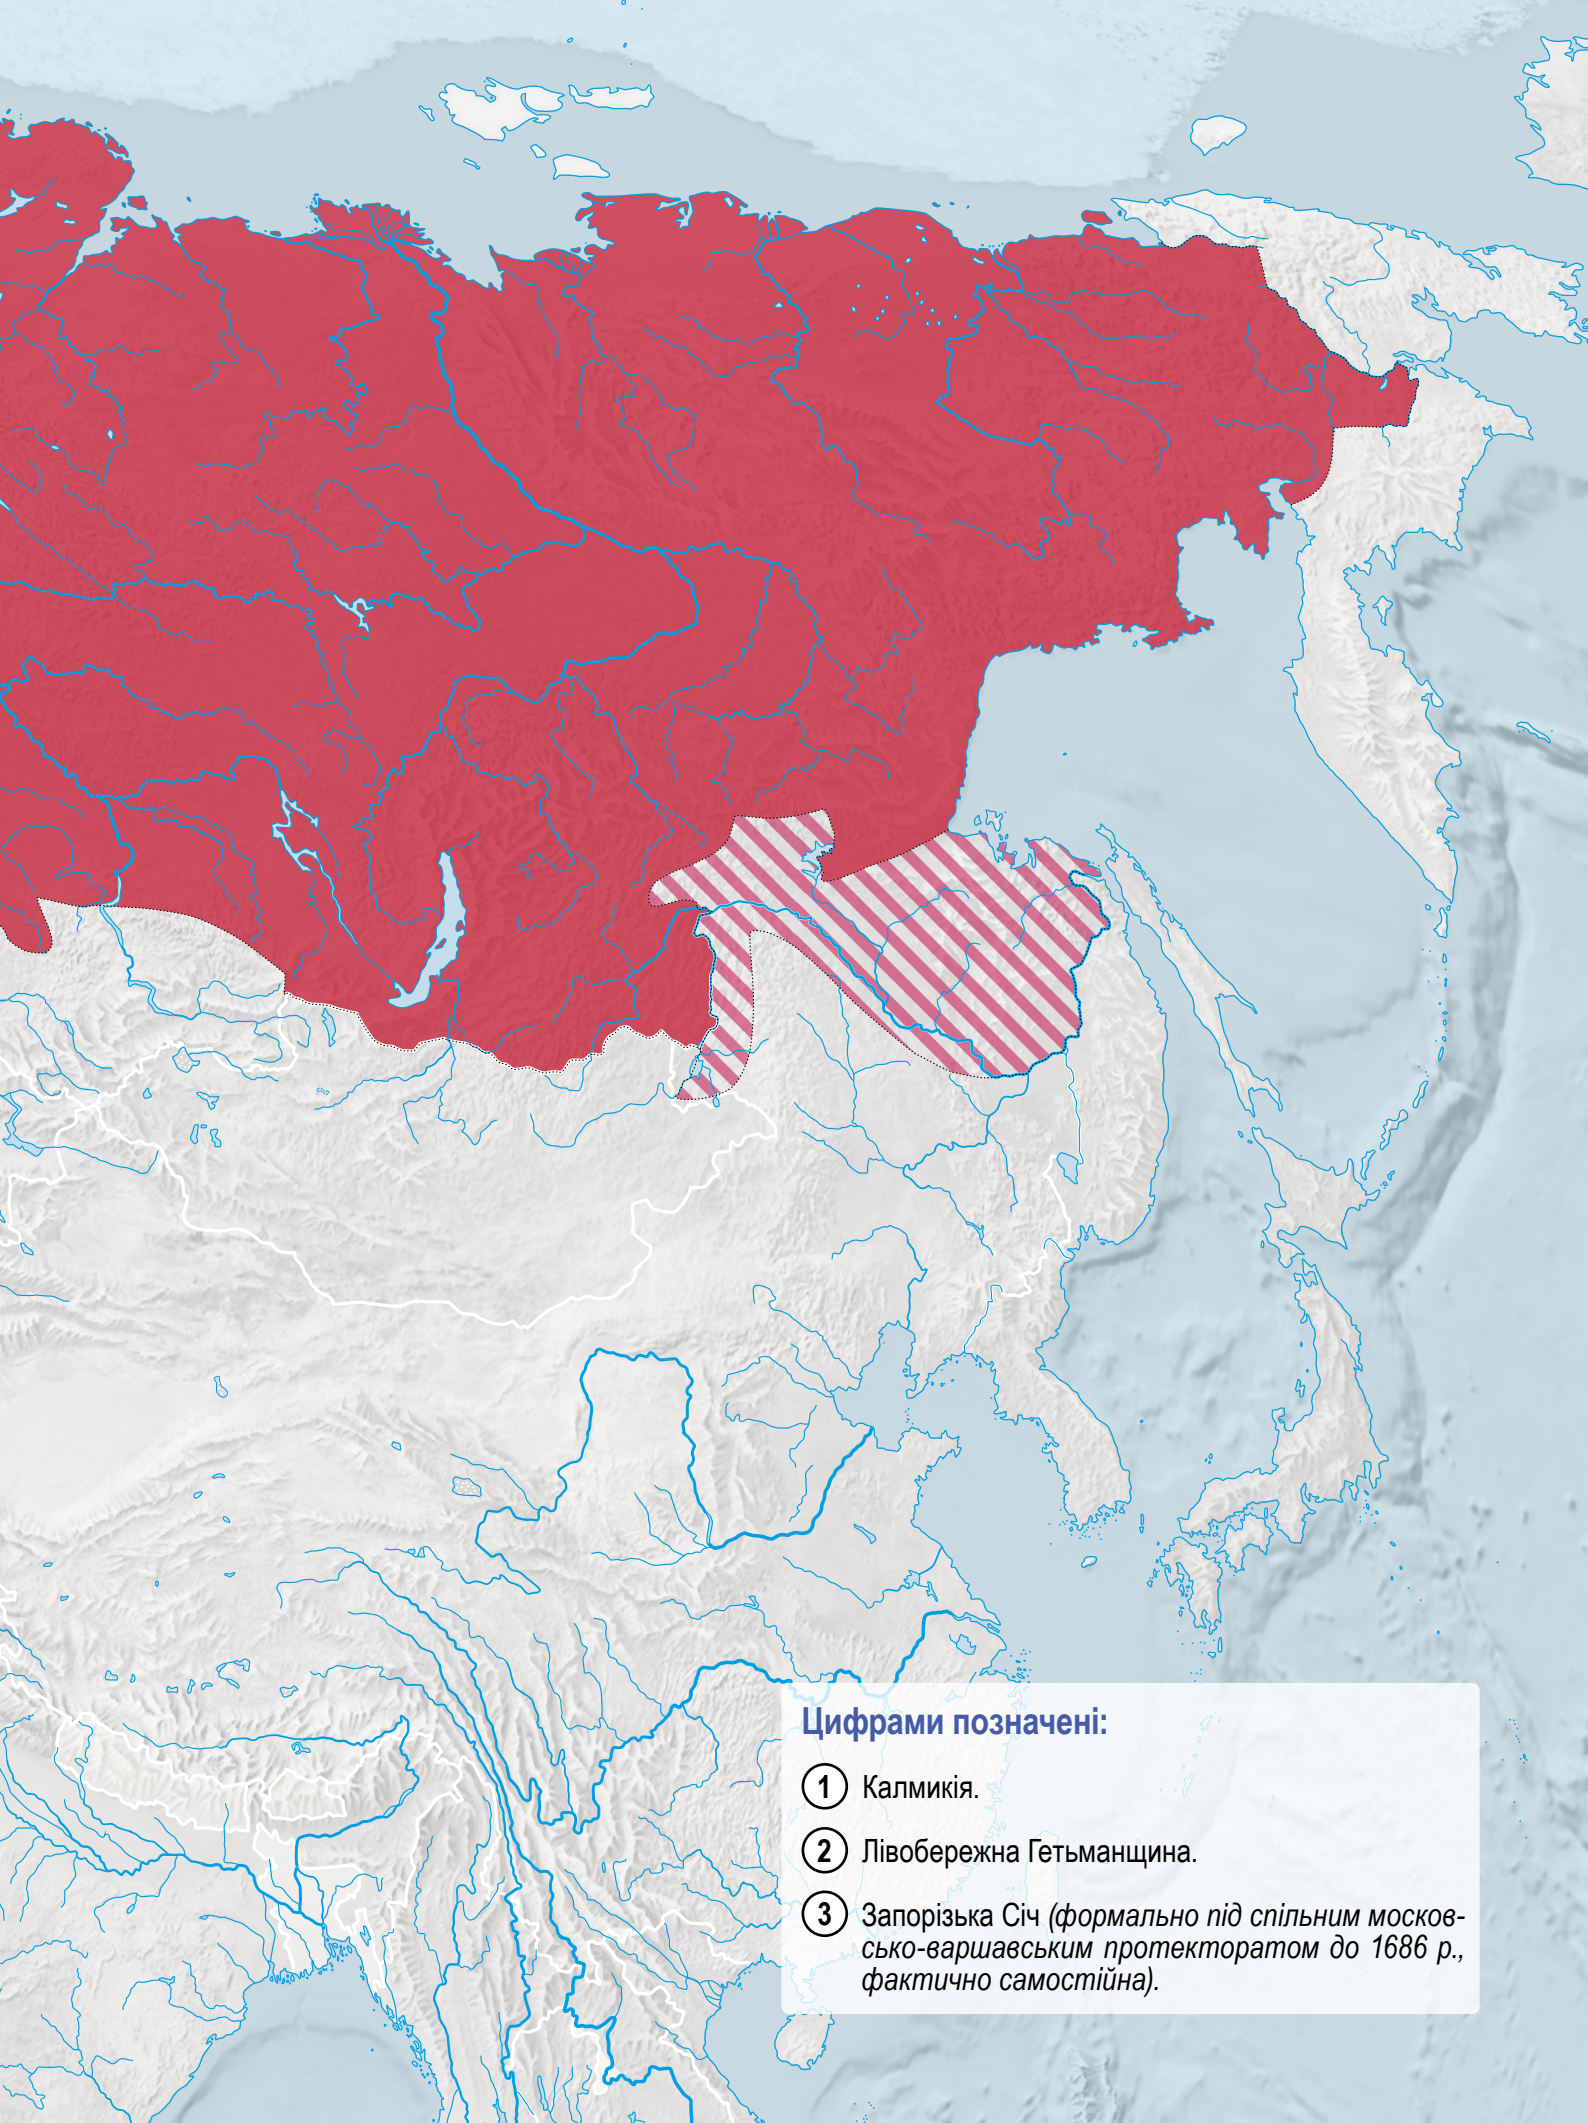 Цифрами позначені:
1 Калмикія.
2 Лівобережна Гетьманщина.
3 Запорізька Січ (формально під спільним москов-
сько-варшавським протекторатом до 1686 р.,
фактично самостійна).